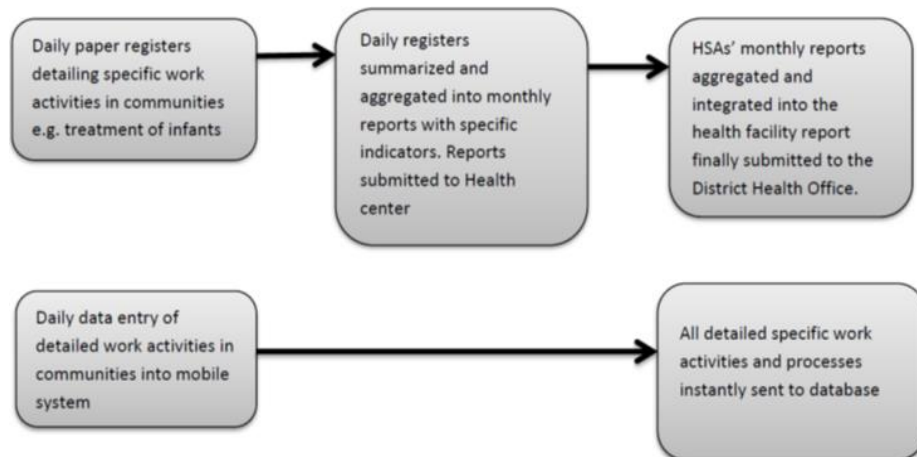 Daily paper registers
detailing specific work
activities in communities
e.g. treatment of infants
Daily registers
summarized and
aggregated into monthly
reports with specific
indicators. Reports
submitted to Health
center
HSAs' monthly reports
aggregated and
integrated into the
health facility report
finally submitted to the
District Health Office.
Daily data entry of
detailed work activities in
communities into mobile
system
All detailed specific work
activities and processes
instantly sent to database